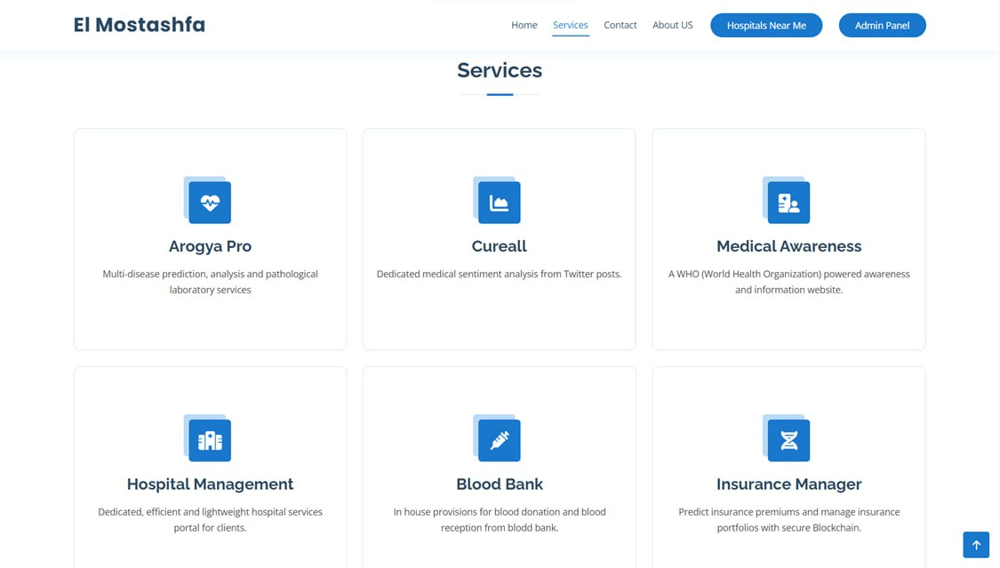 El Mostashfa
Home Services Contact About US Hospitals Near Me Admin Panel
Services
Arogya Pro
Multi-disease prediction, analysis and pathological
laboratory services
Cureall
Dedicated medical sentiment analysis from Twitter posts.
Medical Awareness
A WHO (World Health Organization) powered awareness
and information website.
Hospital Management
Dedicated, efficient and lightweight hospital services
portal for clients.
Blood Bank
In house provisions for blood donation and blood
reception from blodd bank.
Insurance Manager
Predict insurance premiums and manage insurance
portfolios with secure Blockchain.